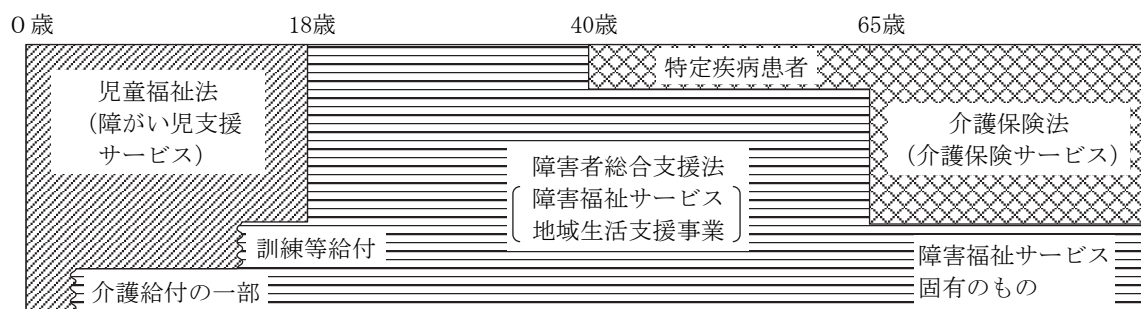 0歳
18歳
40歳
65歳
特定疾病患者
児童福祉法
(障がい児支援
サービス)
介護保険法
(介護保険サービス)
障害者総合支援法
障害福祉サービス
地域生活支援事業
訓練等給付
障害福祉サービス
固有のもの
介護給付の一部